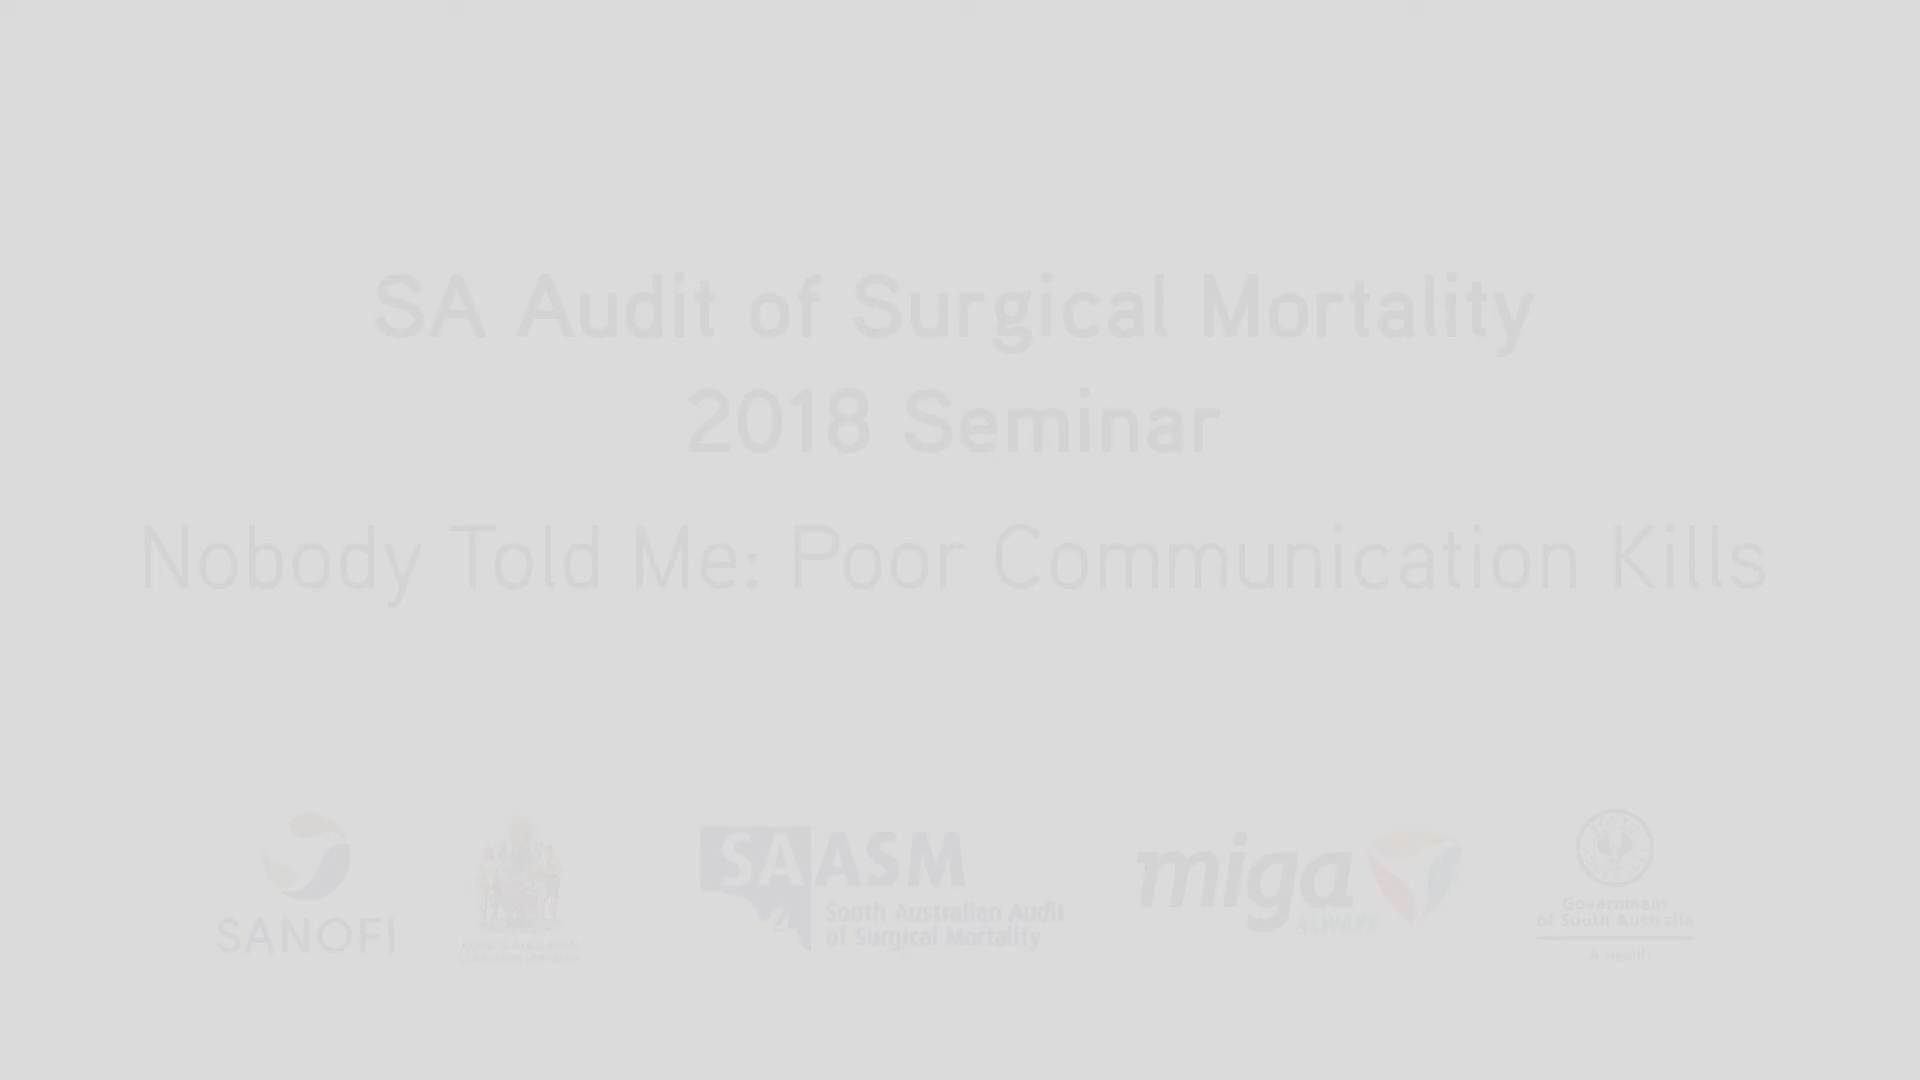 SA Audit of Surgical Mortality
2018 Seminar
Nobody Told Me: Poor Communication Kills
SANOFI
SAASM
South Australian Audit
of Surgical Mortality
miga
ALWAYS
Government
of South Australia
SA Health